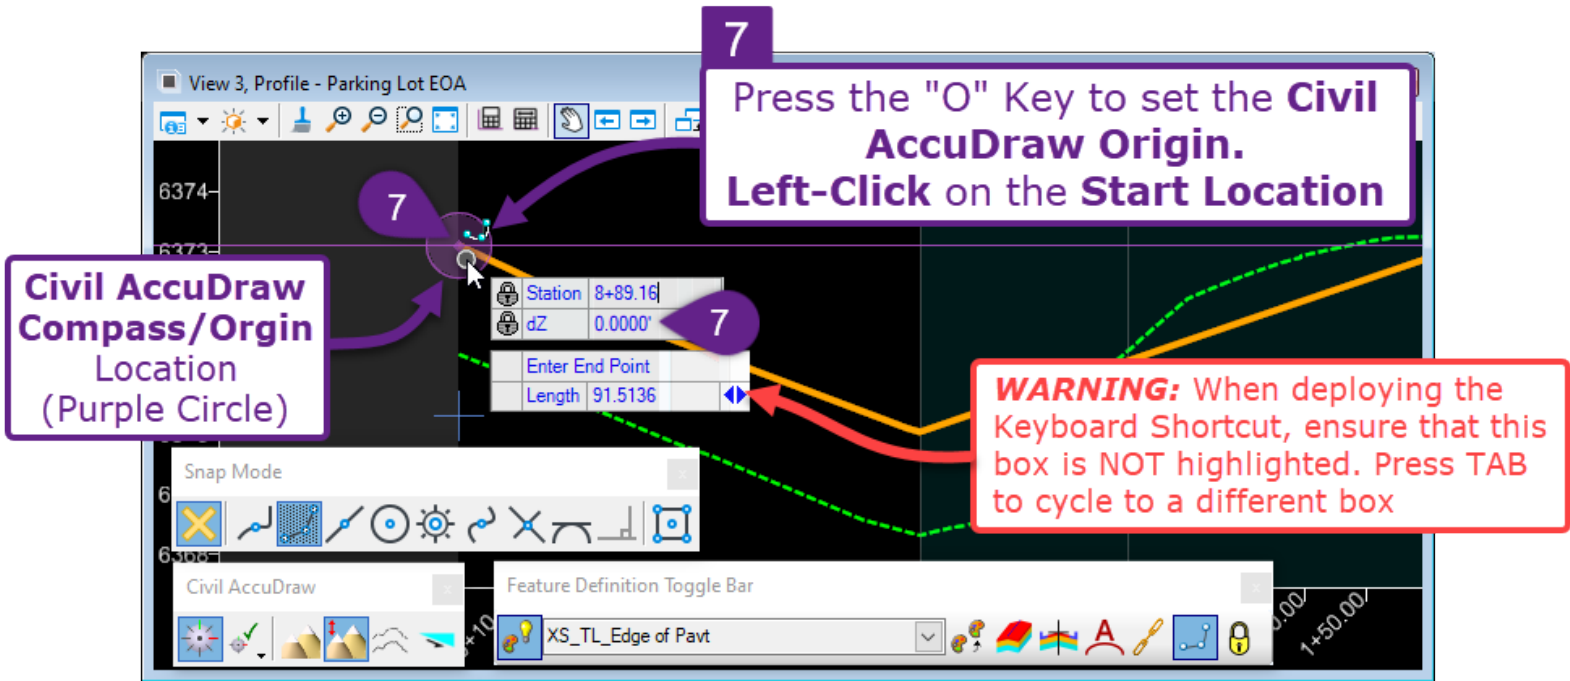 7
Press the "O" Key to set the Civil
AccuDraw Origin.
Left-Click on the Start Location
View 3, Profile - Parking Lot EOA
6374
7
6373
Civil AccuDraw
Compass/Orgin
Location
(Purple Circle)
Station 8+89.16
dZ 0.0000'
7
Enter End Point
Length 91.5136
WARNING: When deploying the
Keyboard Shortcut, ensure that this
box is NOT highlighted. Press TAB
to cycle to a different box
Snap Mode
6368
Civil AccuDraw
Feature Definition Toggle Bar
XS_TL_Edge of Pavt
1+50.00